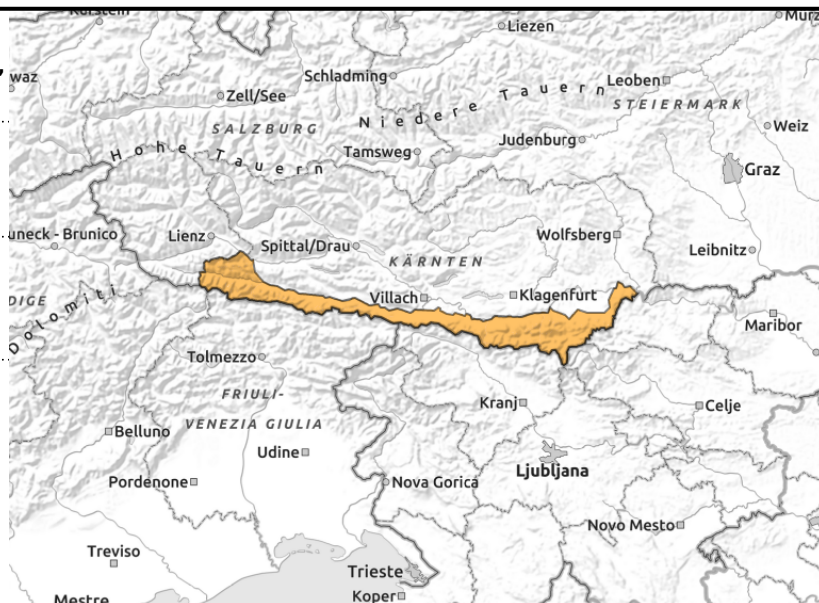 Kufstein
Liezen
Mürz
waz
Schladming
Leoben
Zell/See
Niedere Tauern
STEIERMARK
SALZBURG
Weiz
Hohe Tauern
Tamsweg
Judenburg
Graz
Bruneck - Brunico
Lienz
Spittal/Drau
Wolfsberg
KÄRNTEN
Leibnitz
DIGE
Villach
Klagenfurt
Dolomiti
Maribor
Tolmezzo
FRIULI-
VENEZIA GIULIA
Kranj
Celje
Belluno
Udine
Ljubljana
Pordenone
Nova Gorica
Novo Mesto
Treviso
Trieste
Mestre
Koper